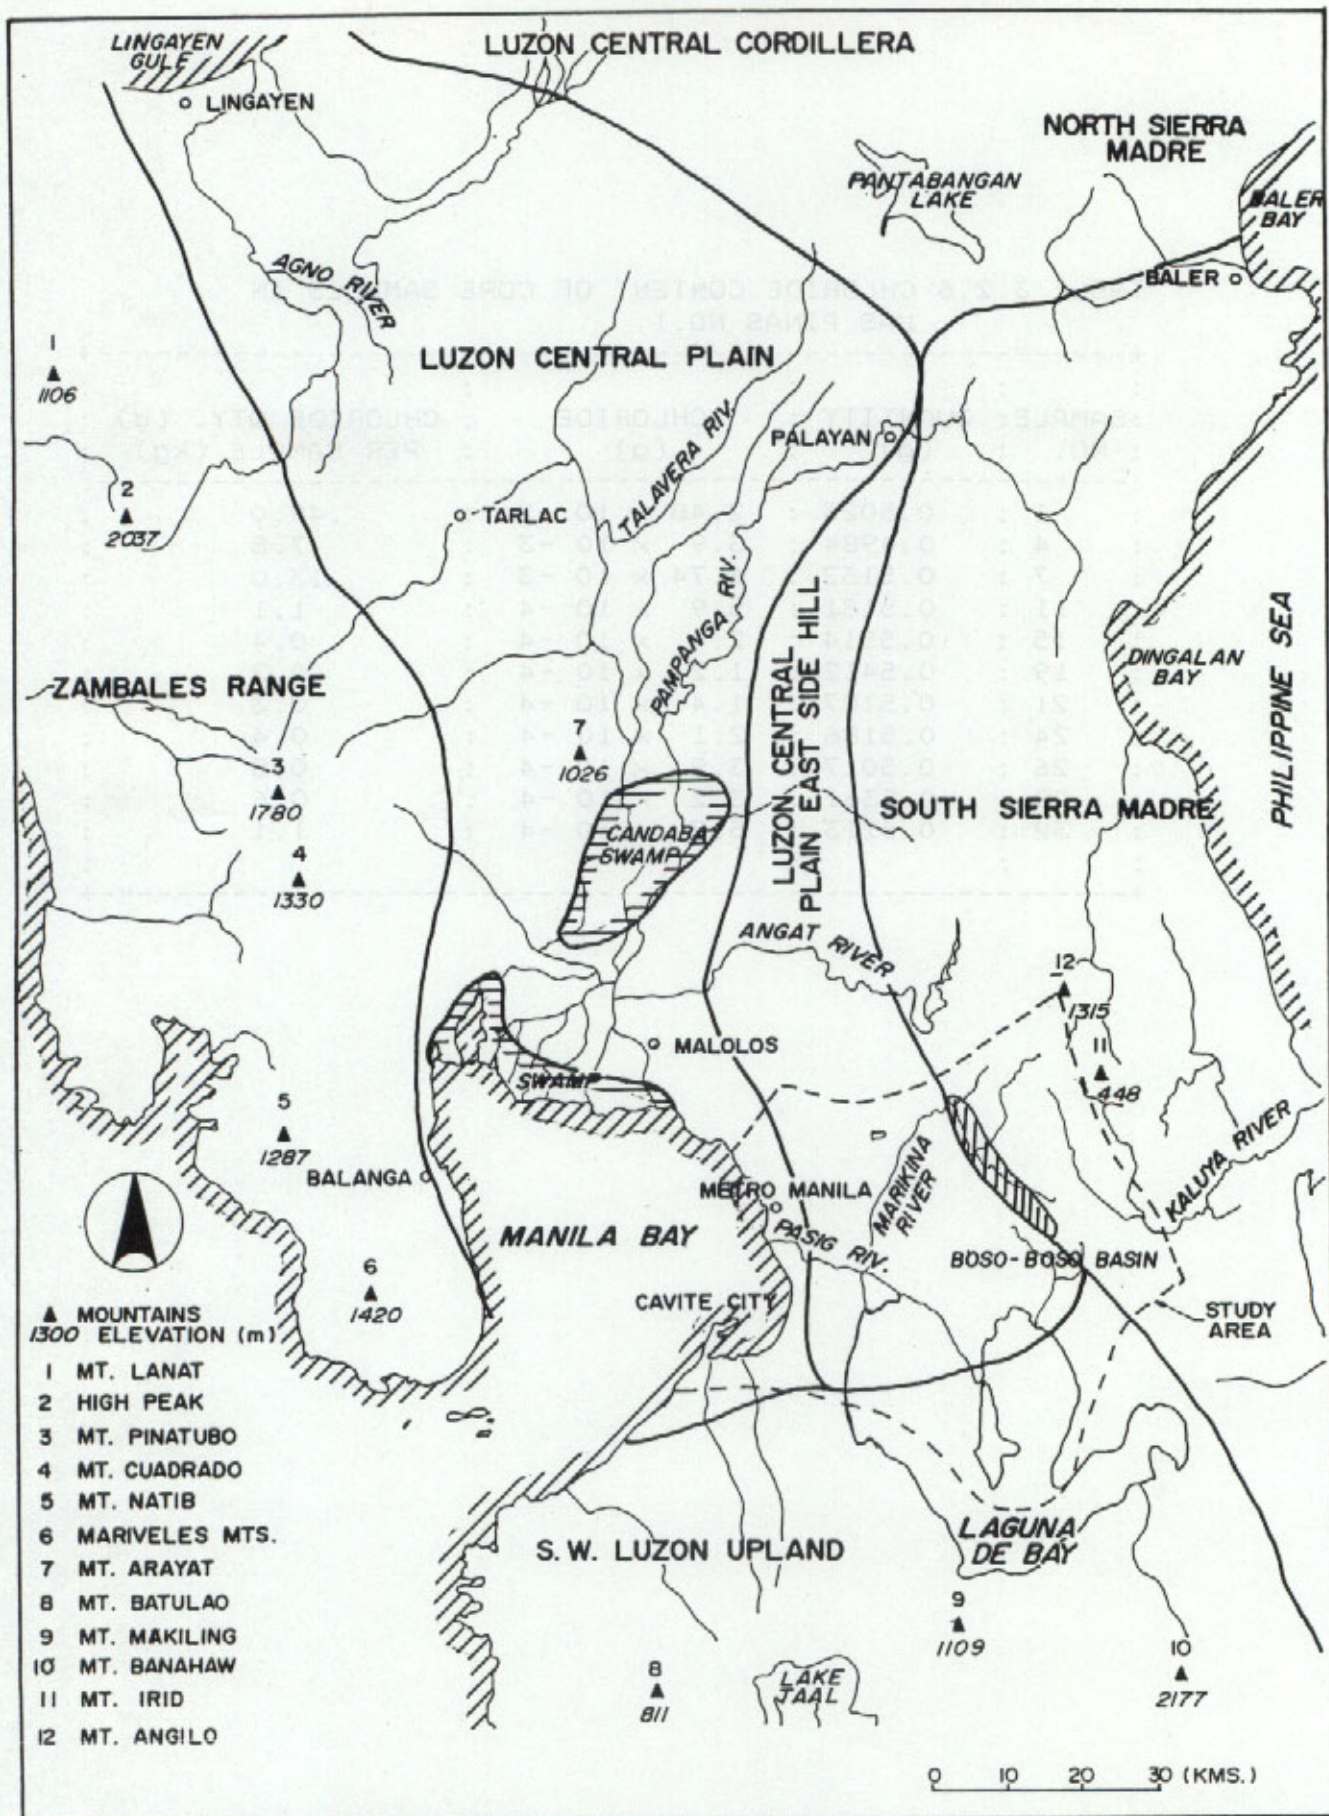 LINGAYEN
GULF
LUZON CENTRAL CORDILLERA
LINGAYEN
NORTH SIERRA
MADRE
PANTABANGAN
LAKE
BALER
BAY
BALER
AGNO RIVER
1
1106
LUZON CENTRAL PLAIN
TALAVERA RIV.
PALAYAN
2
2037
TARLAC
PAMPANGA RIV.
LUZON CENTRAL
PLAIN EAST SIDE HILL
DINGALAN
BAY
PHILIPPINE SEA
ZAMBALES RANGE
7
1026
3
1780
SOUTH SIERRA MADRE
CANDABA
SWAMP
4
1330
ANGAT RIVER
12
1315
MALOLOS
11
448
SWAMP
5
1287
BALANGA
METRO MANILA
MARIKINA
RIVER
KALUYA RIVER
MANILA BAY
PASIG RIV.
BOSO-BOSO BASIN
6
1420
CAVITE CITY
STUDY
AREA
MOUNTAINS
1300 ELEVATION (m)
1 MT. LANAT
2 HIGH PEAK
3 MT. PINATUBO
4 MT. CUADRADO
5 MT. NATIB
6 MARIVELES MTS.
7 MT. ARAYAT
8 MT. BATULAO
9 MT. MAKILING
10 MT. BANAHAW
11 MT. IRID
12 MT. ANGILO
S.W. LUZON UPLAND
LAGUNA
DE BAY
9
1109
10
2177
8
811
LAKE
TAAL
0 10 20 30 (KMS.)